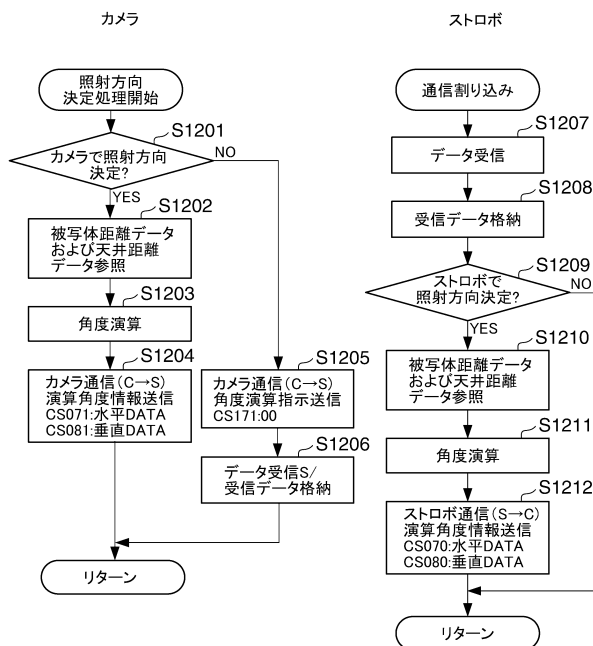 カメラ
照射方向
決定処理開始
S1201
カメラで照射方向
決定?
NO
YES
S1202
被写体距離データ
および天井距離
データ参照
S1203
角度演算
S1204
カメラ通信(C→S)
演算角度情報送信
CS071:水平DATA
CS081:垂直DATA
S1205
カメラ通信(C→S)
角度演算指示送信
CS171:00
S1206
データ受信S/
受信データ格納
リターン
ストロボ
通信割り込み
S1207
データ受信
S1208
受信データ格納
S1209
ストロボで
照射方向決定?
NO
YES
S1210
被写体距離データ
および天井距離
データ参照
S1211
角度演算
S1212
ストロボ通信(S→C)
演算角度情報送信
CS070:水平DATA
CS080:垂直DATA
リターン